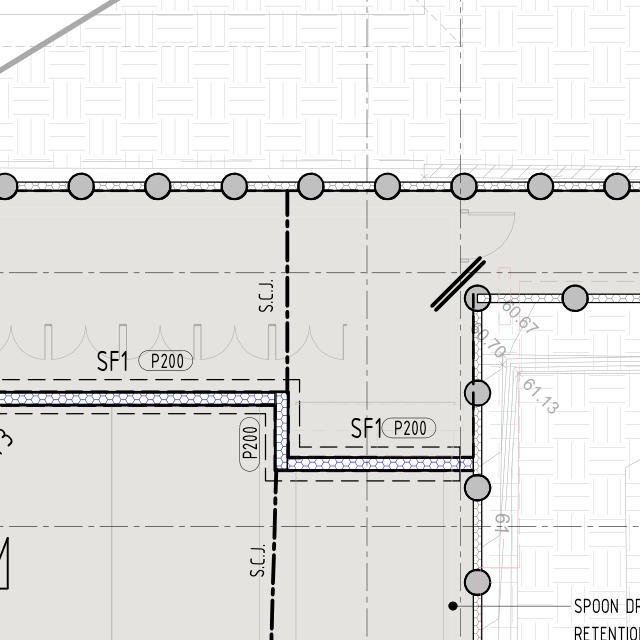 S.C.J.
60.67
60.70
SF1 P200
61.13
SF1 P200
P200
61
S.C.J.
SPOON DR
RETENTIO